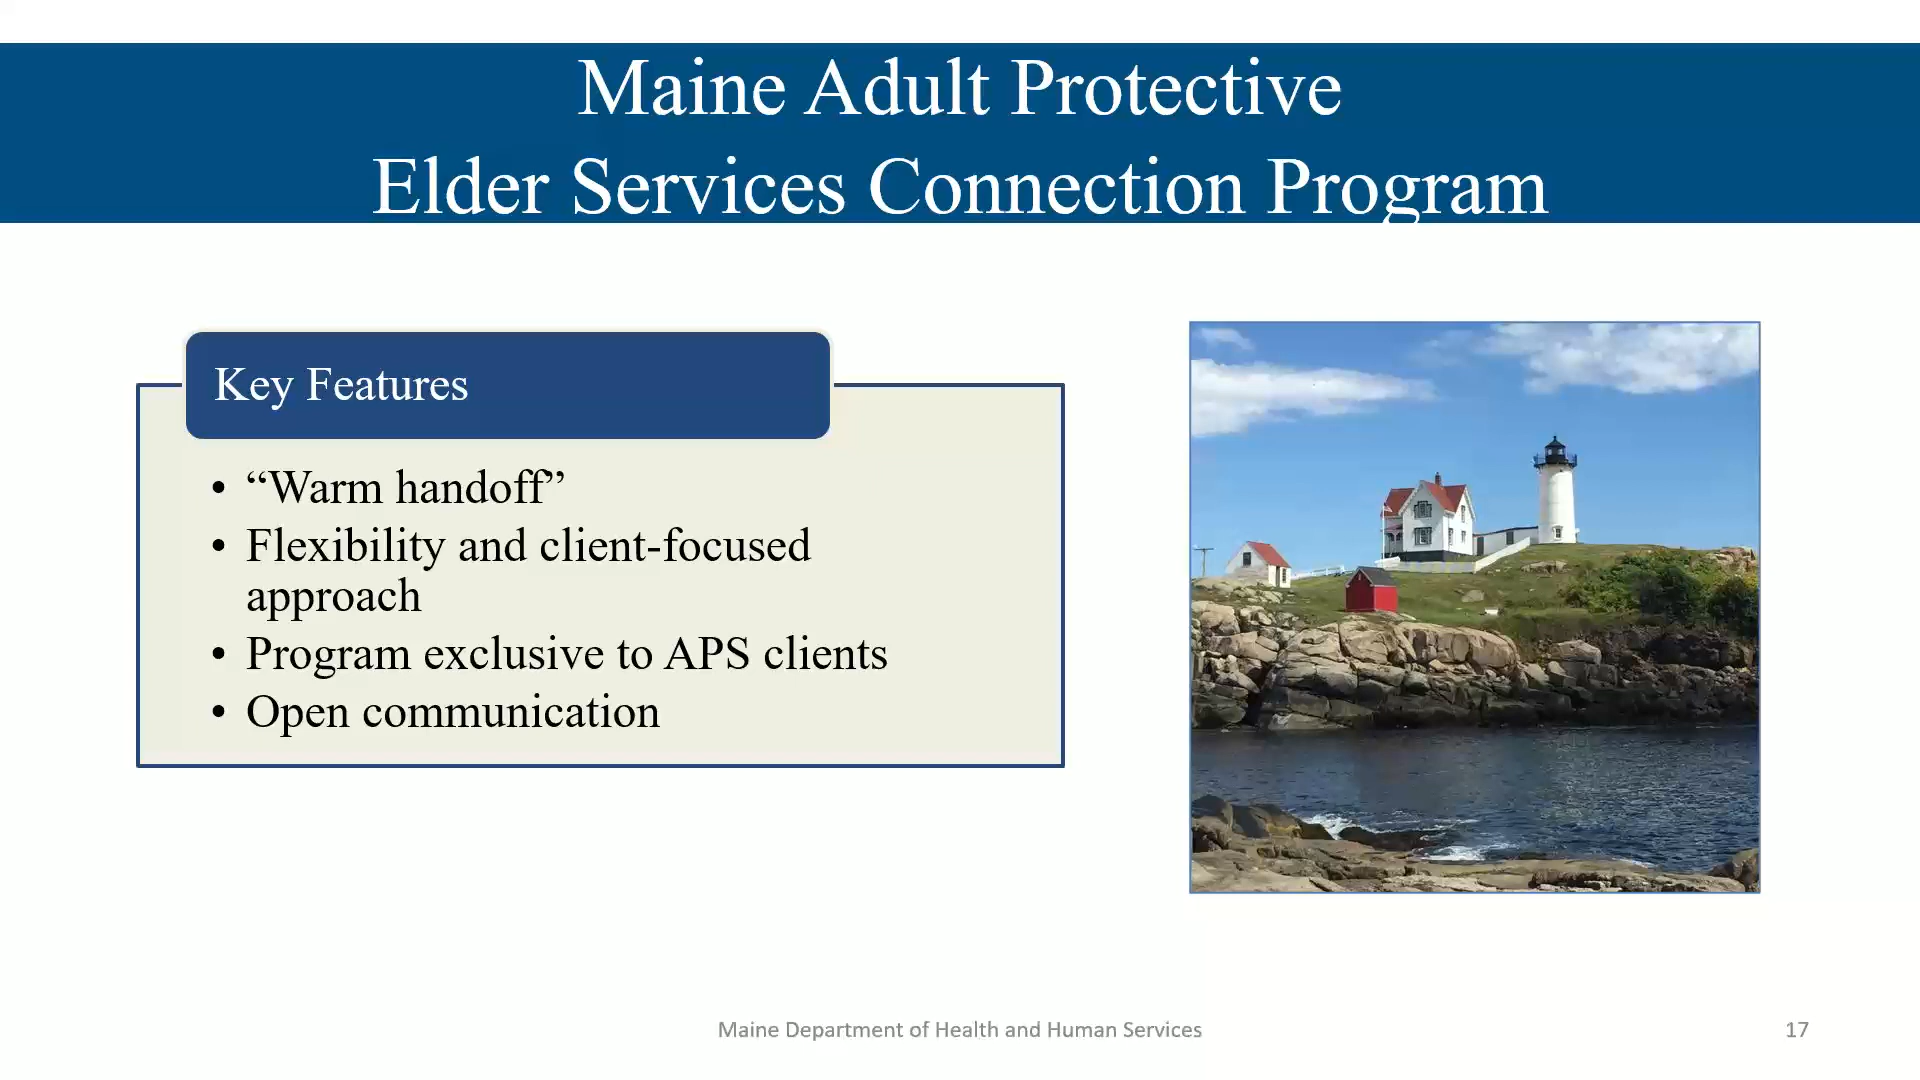 Maine Adult Protective
Elder Services Connection Program
Key Features
• “Warm handoff”
• Flexibility and client-focused
approach
• Program exclusive to APS clients
• Open communication
Maine Department of Health and Human Services
17